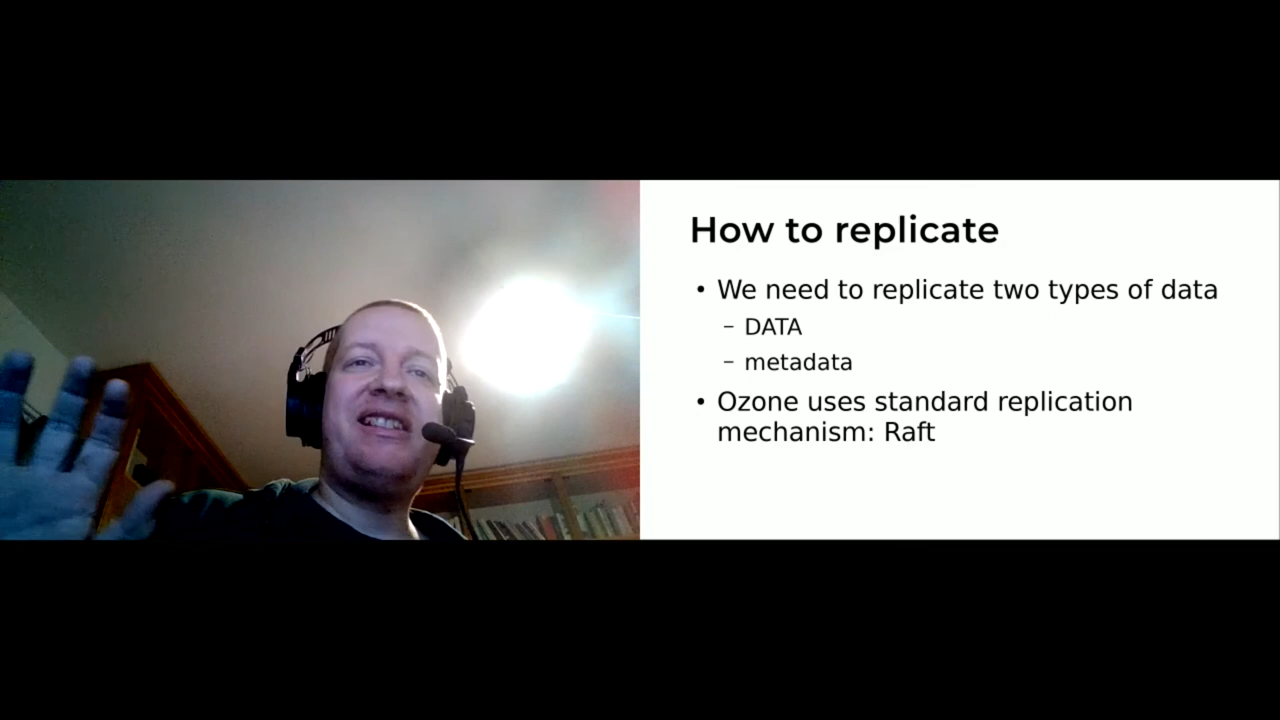 How to replicate
• We need to replicate two types of data
– DATA
– metadata
• Ozone uses standard replication
mechanism: Raft